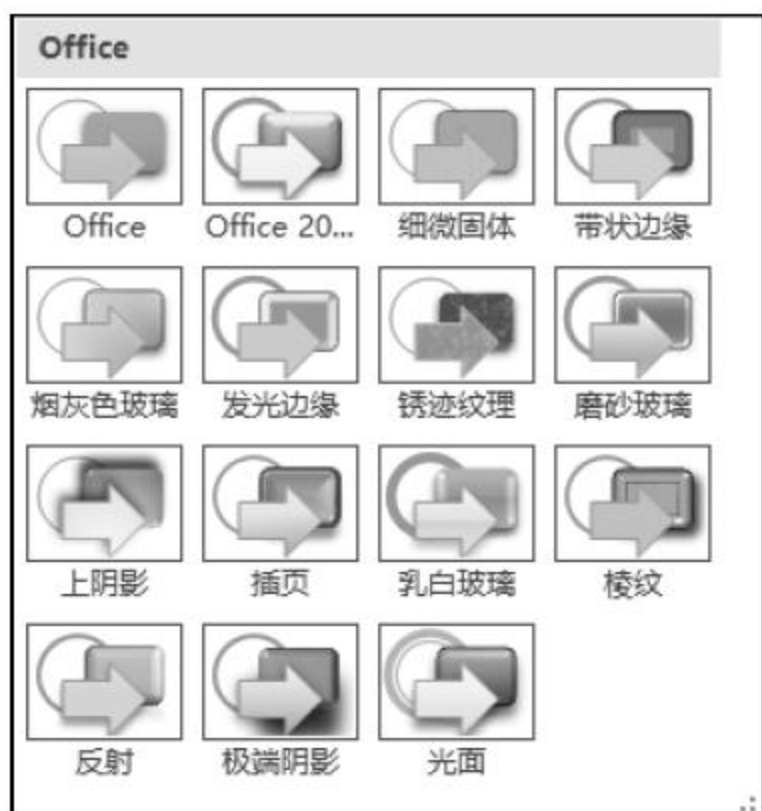 Office
Office Office 20... 细微固体 带状边缘
烟灰色玻璃 发光边缘 锈迹纹理 磨砂玻璃
上阴影 插页 乳白玻璃 棱纹
反射 极端阴影 光面